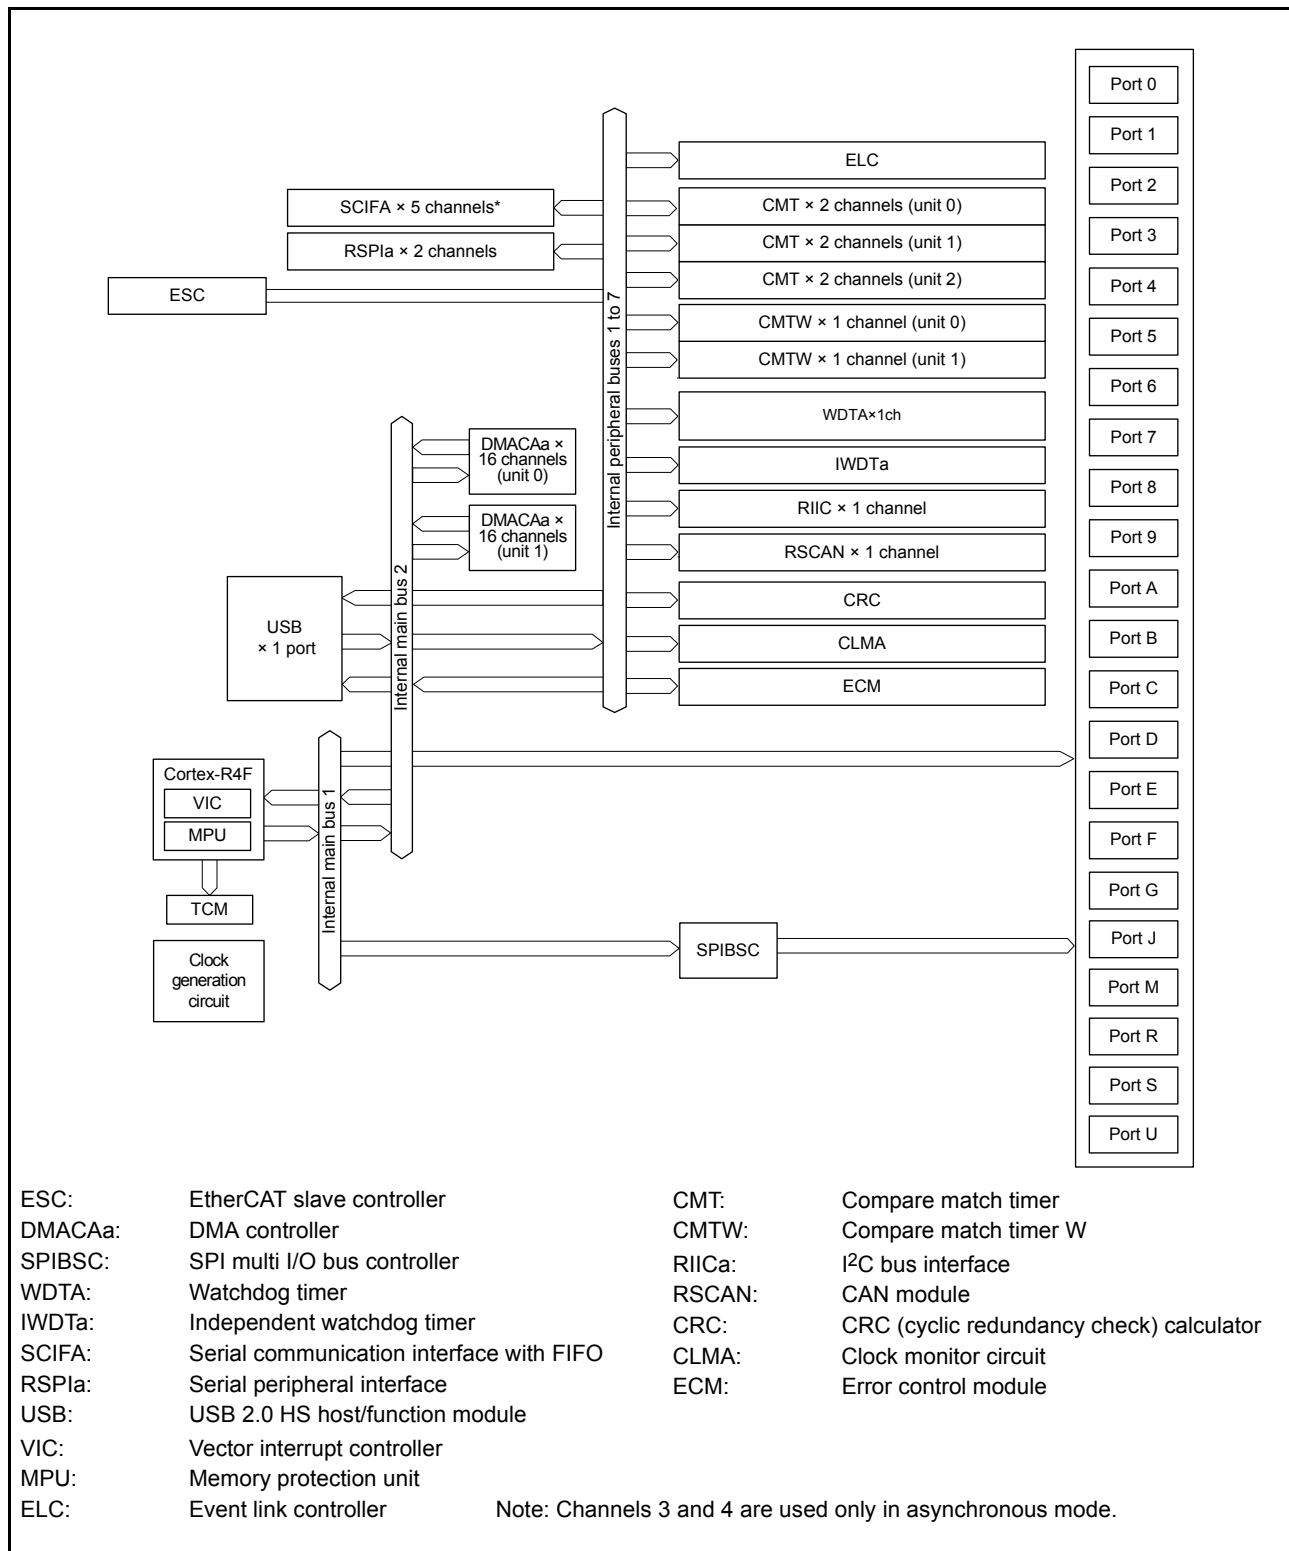 Port 0
Port 1
Port 2
Port 3
Port 4
Port 5
Port 6
Port 7
Port 8
Port 9
Port A
Port B
Port C
Port D
Port E
Port F
Port G
Port J
Port M
Port R
Port S
Port U
ELC
CMT × 2 channels (unit 0)
CMT × 2 channels (unit 1)
CMT × 2 channels (unit 2)
CMTW × 1 channel (unit 0)
CMTW × 1 channel (unit 1)
WDTA×1ch
IWDTa
RIIC × 1 channel
RSCAN × 1 channel
CRC
CLMA
ECM
SCIFA × 5 channels*
RSPIa × 2 channels
ESC
Internal peripheral buses 1 to 7
DMACAa ×
16 channels
(unit 0)
DMACAa ×
16 channels
(unit 1)
Internal main bus 2
USB
× 1 port
Internal main bus 1
Cortex-R4F
VIC
MPU
TCM
Clock
generation
circuit
SPIBSC
ESC: EtherCAT slave controller
DMACAa: DMA controller
SPIBSC: SPI multi I/O bus controller
WDTA: Watchdog timer
IWDTa: Independent watchdog timer
SCIFA: Serial communication interface with FIFO
RSPIa: Serial peripheral interface
USB: USB 2.0 HS host/function module
VIC: Vector interrupt controller
MPU: Memory protection unit
ELC: Event link controller
CMT: Compare match timer
CMTW: Compare match timer W
RIICa: I²C bus interface
RSCAN: CAN module
CRC: CRC (cyclic redundancy check) calculator
CLMA: Clock monitor circuit
ECM: Error control module
Note: Channels 3 and 4 are used only in asynchronous mode.